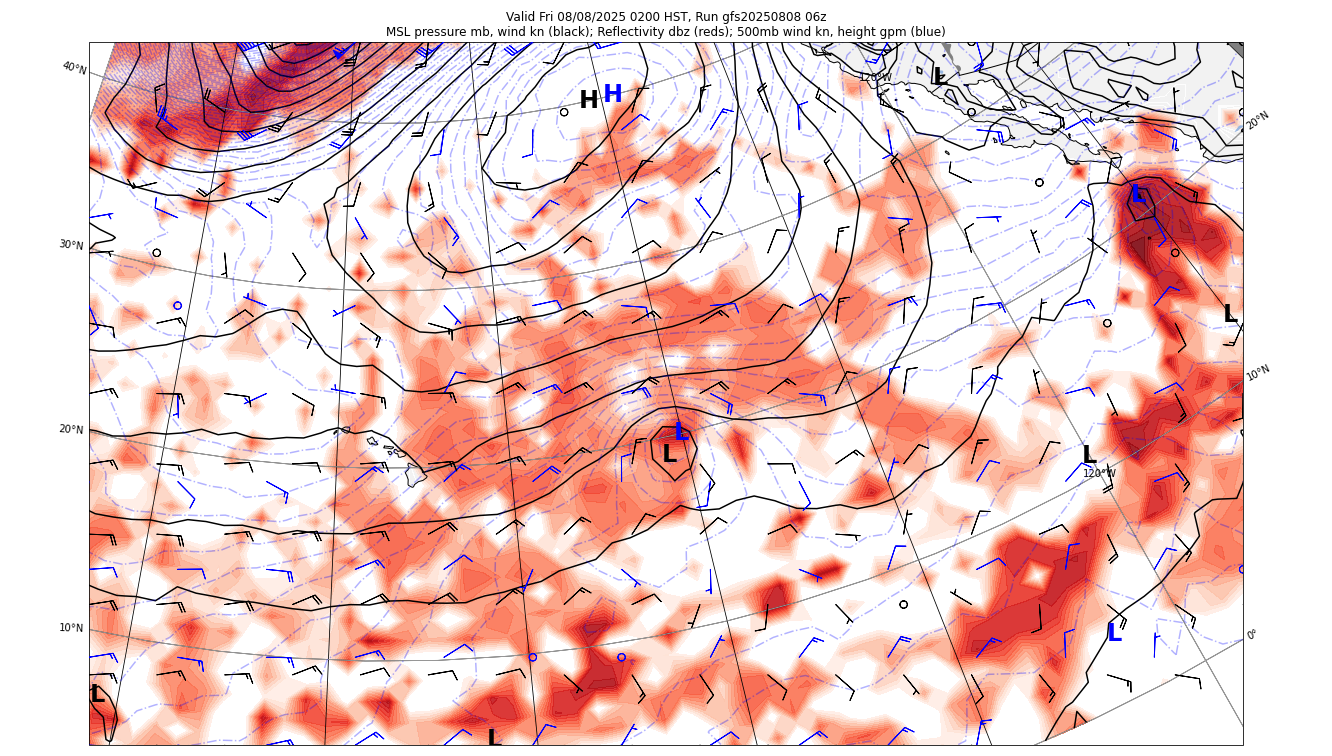 Valid Fri 08/08/2025 0200 HST, Run gfs20250808 06z
MSL pressure mb, wind kn (black); Reflectivity dbz (reds); 500mb wind kn, height gpm (blue)
40°N
120°W
L
H
H
20°N
L
30°N
L
10°N
20°N
L
L
L
120°W
10°N
L
0°
L
L